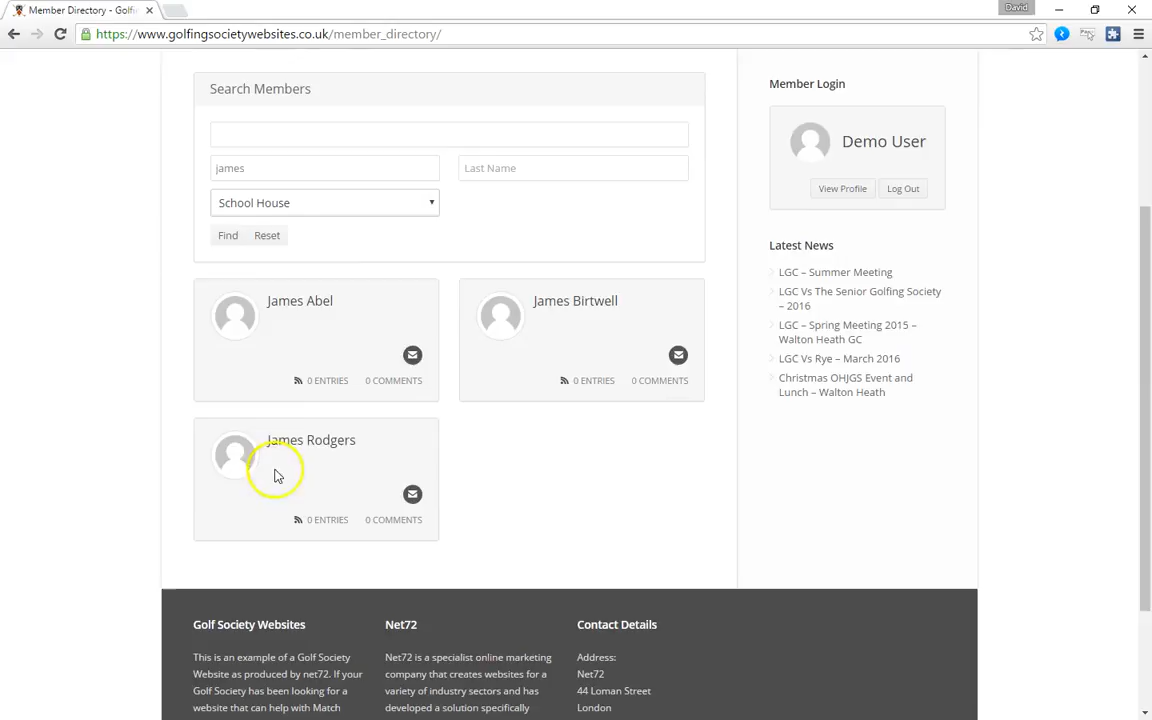 Member Directory - Golfi
David
https://www.golfingsocietywebsites.co.uk/member_directory/
Search Members
james
Last Name
School House
Find Reset
James Abel
0 ENTRIES 0 COMMENTS
James Birtwell
0 ENTRIES 0 COMMENTS
James Rodgers
0 ENTRIES 0 COMMENTS
Member Login
Demo User
View Profile Log Out
Latest News
LGC – Summer Meeting
LGC Vs The Senior Golfing Society
– 2016
LGC – Spring Meeting 2015 –
Walton Heath GC
LGC Vs Rye – March 2016
Christmas OHJGS Event and
Lunch – Walton Heath
Golf Society Websites
This is an example of a Golf Society
Website as produced by net72. If your
Golf Society has been looking for a
website that can help with Match
Net72
Net72 is a specialist online marketing
company that creates websites for a
variety of industry sectors and has
developed a solution specifically
Contact Details
Address:
Net72
44 Loman Street
London